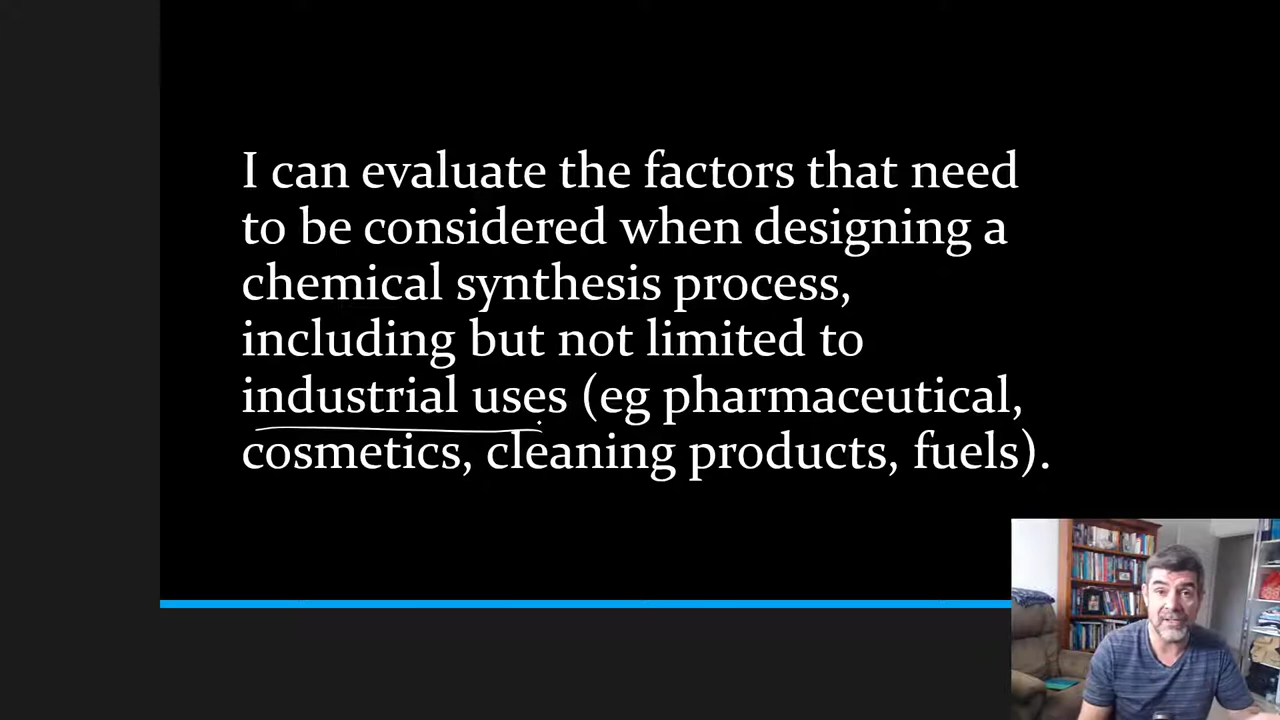 I can evaluate the factors that need
to be considered when designing a
chemical synthesis process,
including but not limited to
industrial uses (eg pharmaceutical,
cosmetics, cleaning products, fuels).